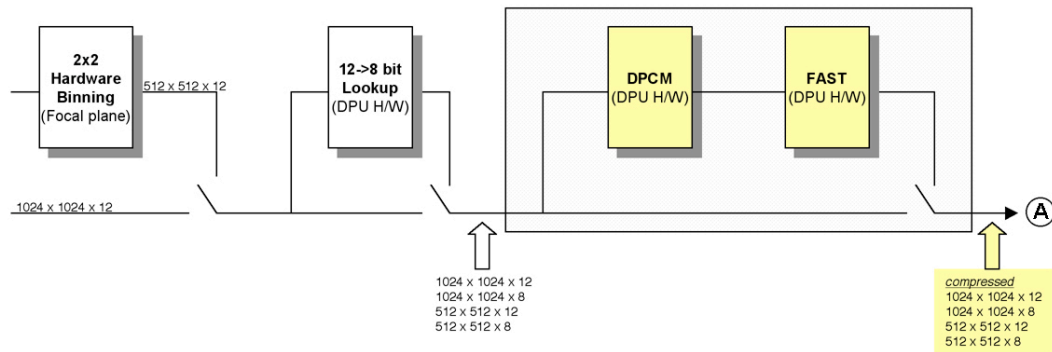 2x2
Hardware
Binning
(Focal plane)
512 x 512 x 12
12->8 bit
Lookup
(DPU H/W)
DPCM
(DPU H/W)
FAST
(DPU H/W)
1024 x 1024 x 12
A
1024 x 1024 x 12
1024 x 1024 x 8
512 x 512 x 12
512 x 512 x 8
compressed
1024 x 1024 x 12
1024 x 1024 x 8
512 x 512 x 12
512 x 512 x 8